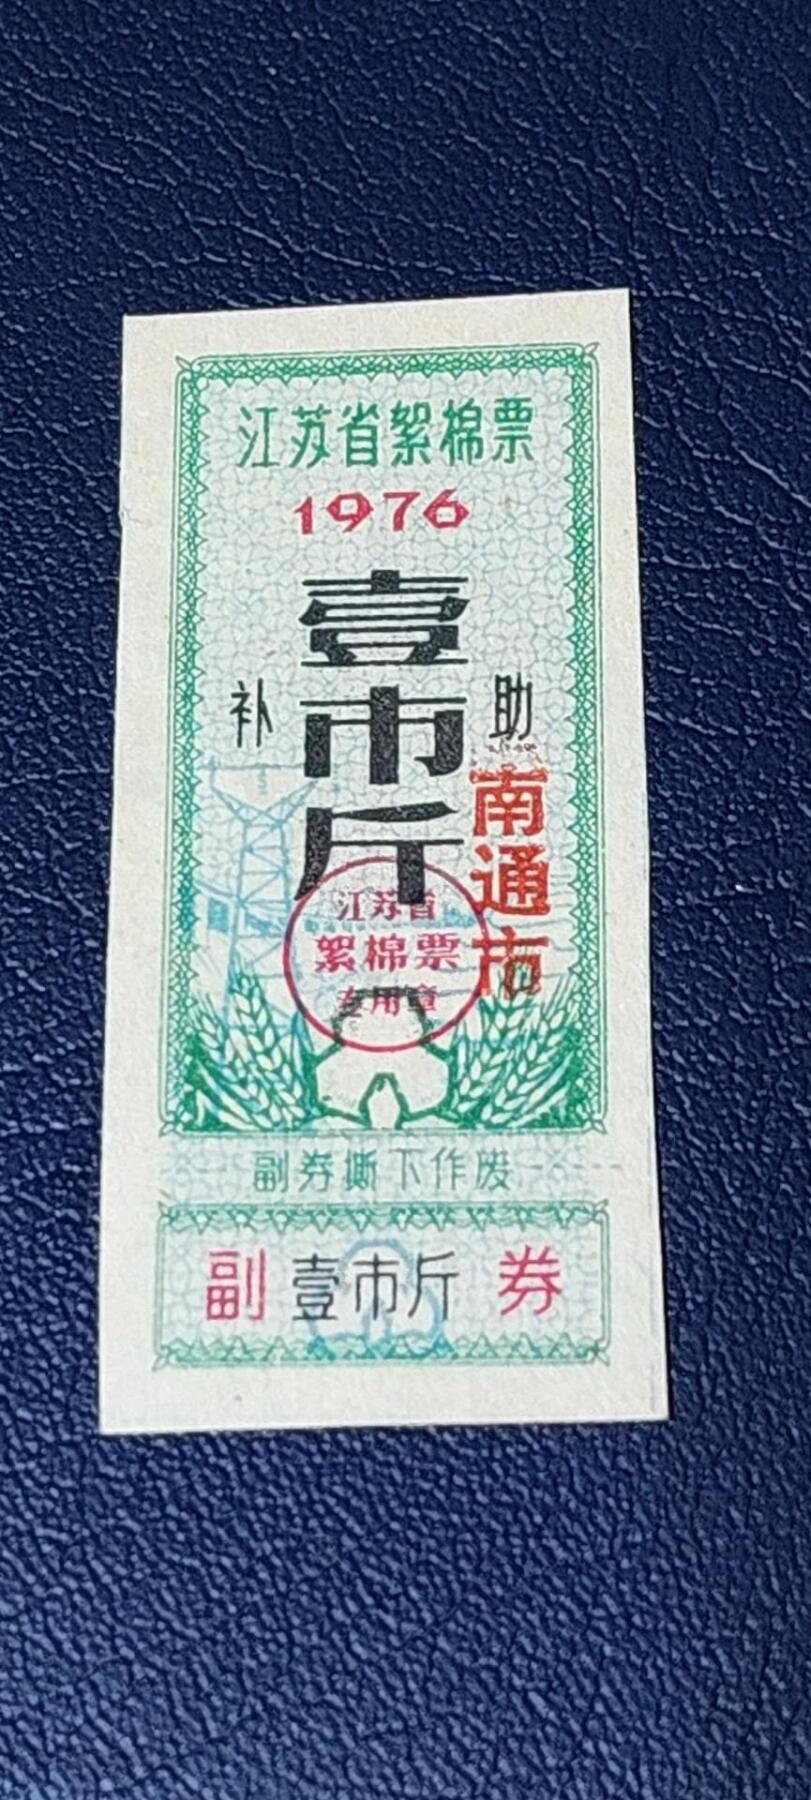 江苏省絮棉票
1976
壹市斤
补助
南通市
江苏省
絮棉票
专用章
副券撕下作废
副 壹市斤 券